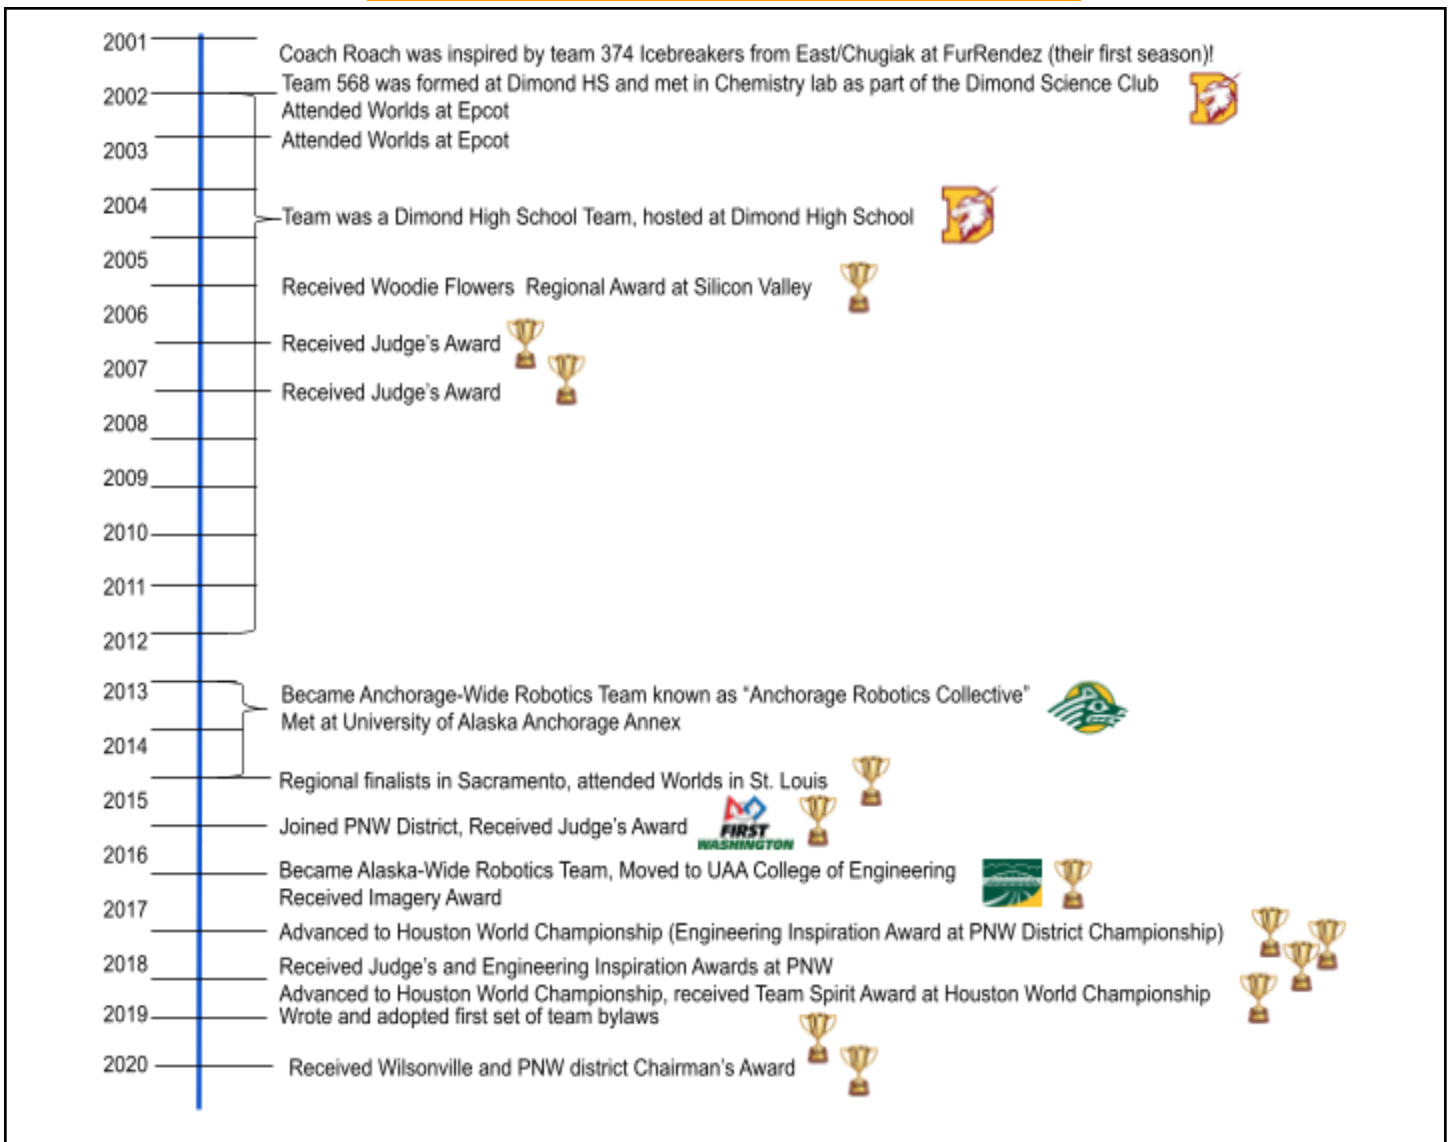 2001
Coach Roach was inspired by team 374 Icebreakers from East/Chugiak at FurRendez (their first season)!
Team 568 was formed at Dimond HS and met in Chemistry lab as part of the Dimond Science Club
2002
Attended Worlds at Epcot
Attended Worlds at Epcot
2003
2004
Team was a Dimond High School Team, hosted at Dimond High School
2005
Received Woodie Flowers  Regional Award at Silicon Valley
2006
Received Judge's Award
2007
Received Judge's Award
2008
2009
2010
2011
2012
2013
Became Anchorage-Wide Robotics Team known as "Anchorage Robotics Collective"
Met at University of Alaska Anchorage Annex
2014
Regional finalists in Sacramento, attended Worlds in St. Louis
2015
Joined PNW District, Received Judge's Award
FIRST
WASHINGTON
2016
Became Alaska-Wide Robotics Team, Moved to UAA College of Engineering
Received Imagery Award
2017
Advanced to Houston World Championship (Engineering Inspiration Award at PNW District Championship)
2018
Received Judge's and Engineering Inspiration Awards at PNW
Advanced to Houston World Championship, received Team Spirit Award at Houston World Championship
2019
Wrote and adopted first set of team bylaws
2020
Received Wilsonville and PNW district Chairman's Award